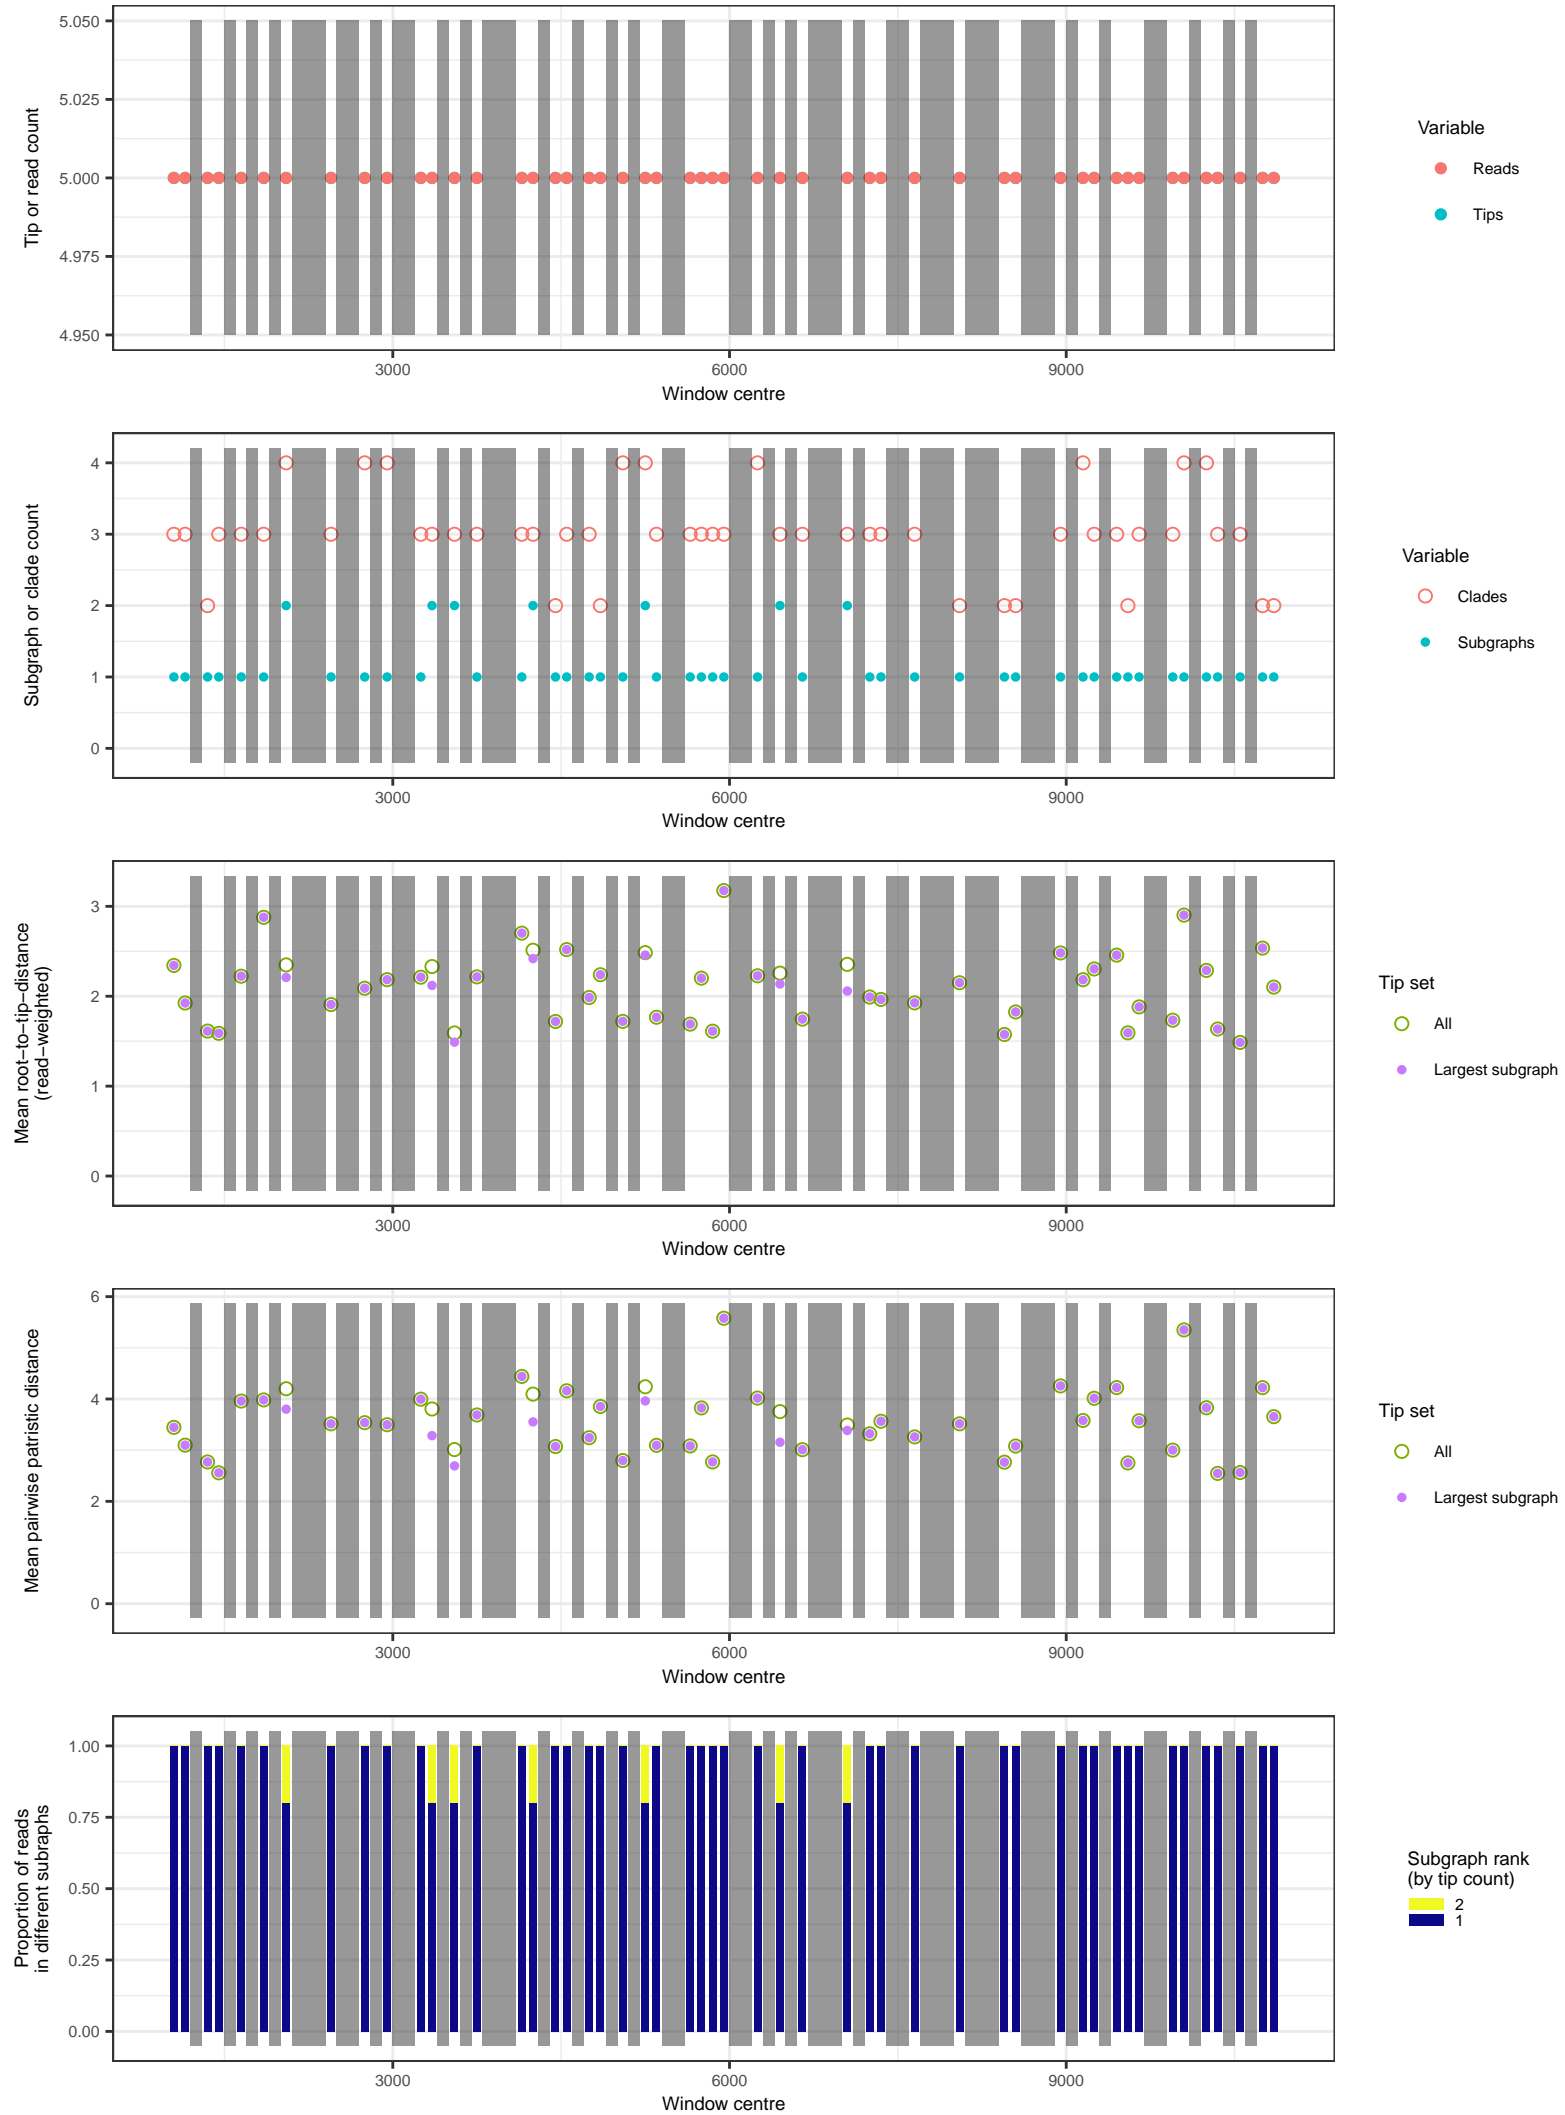 5.050
5.025
5.000
4.975
4.950
Tip or read count
3000 6000 9000
Window centre
Variable
Reads
Tips
4
3
2
1
0
Subgraph or clade count
3000 6000 9000
Window centre
Variable
Clades
Subgraphs
3
2
1
0
Mean root−to−tip−distance
(read−weighted)
3000 6000 9000
Window centre
Tip set
All
Largest subgraph
6
4
2
0
Mean pairwise patristic distance
3000 6000 9000
Window centre
Tip set
All
Largest subgraph
1.00
0.75
0.50
0.25
0.00
Proportion of reads
in different subraphs
3000 6000 9000
Window centre
Subgraph rank
(by tip count)
2
1